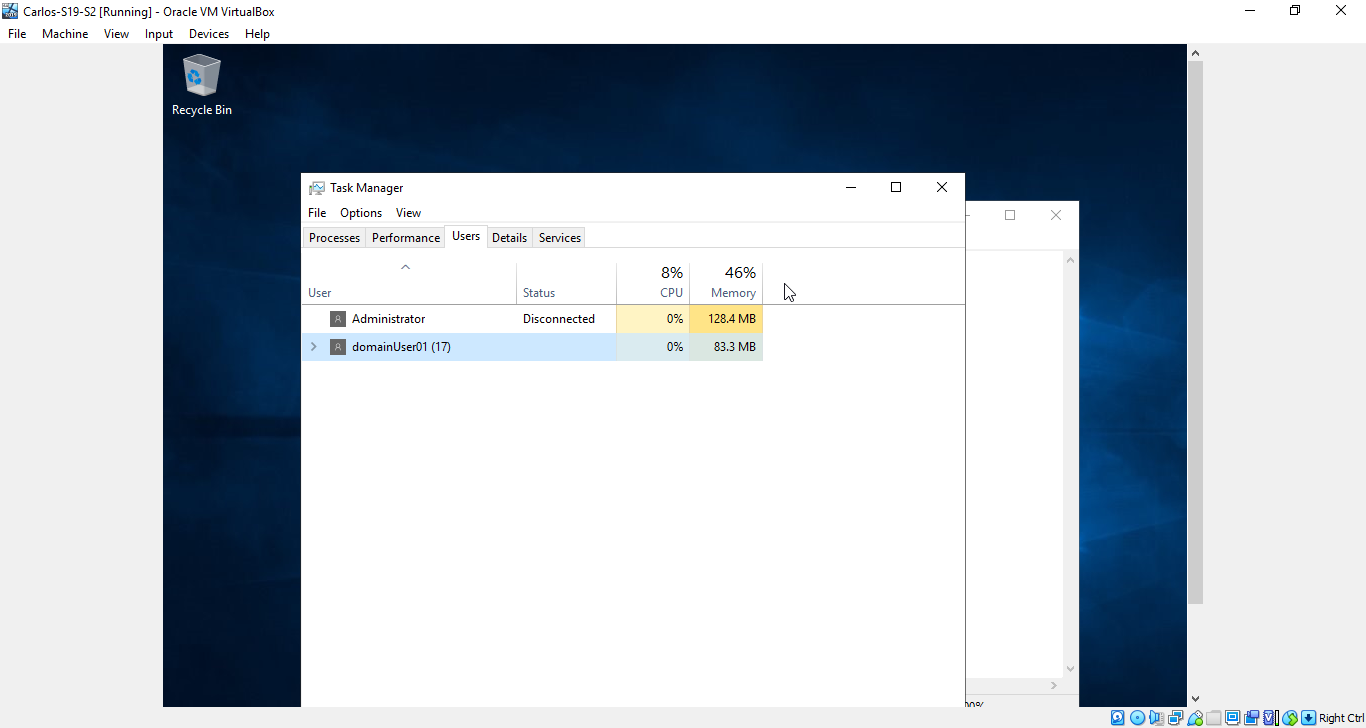 Carlos-S19-S2 [Running] - Oracle VM VirtualBox
File Machine View Input Devices Help
Recycle Bin
Task Manager
File Options View
Processes Performance Users Details Services
8% 46%
User Status CPU Memory
Administrator Disconnected 0% 128.4 MB
domainUser01 (17) 0% 83.3 MB
Right Ctrl